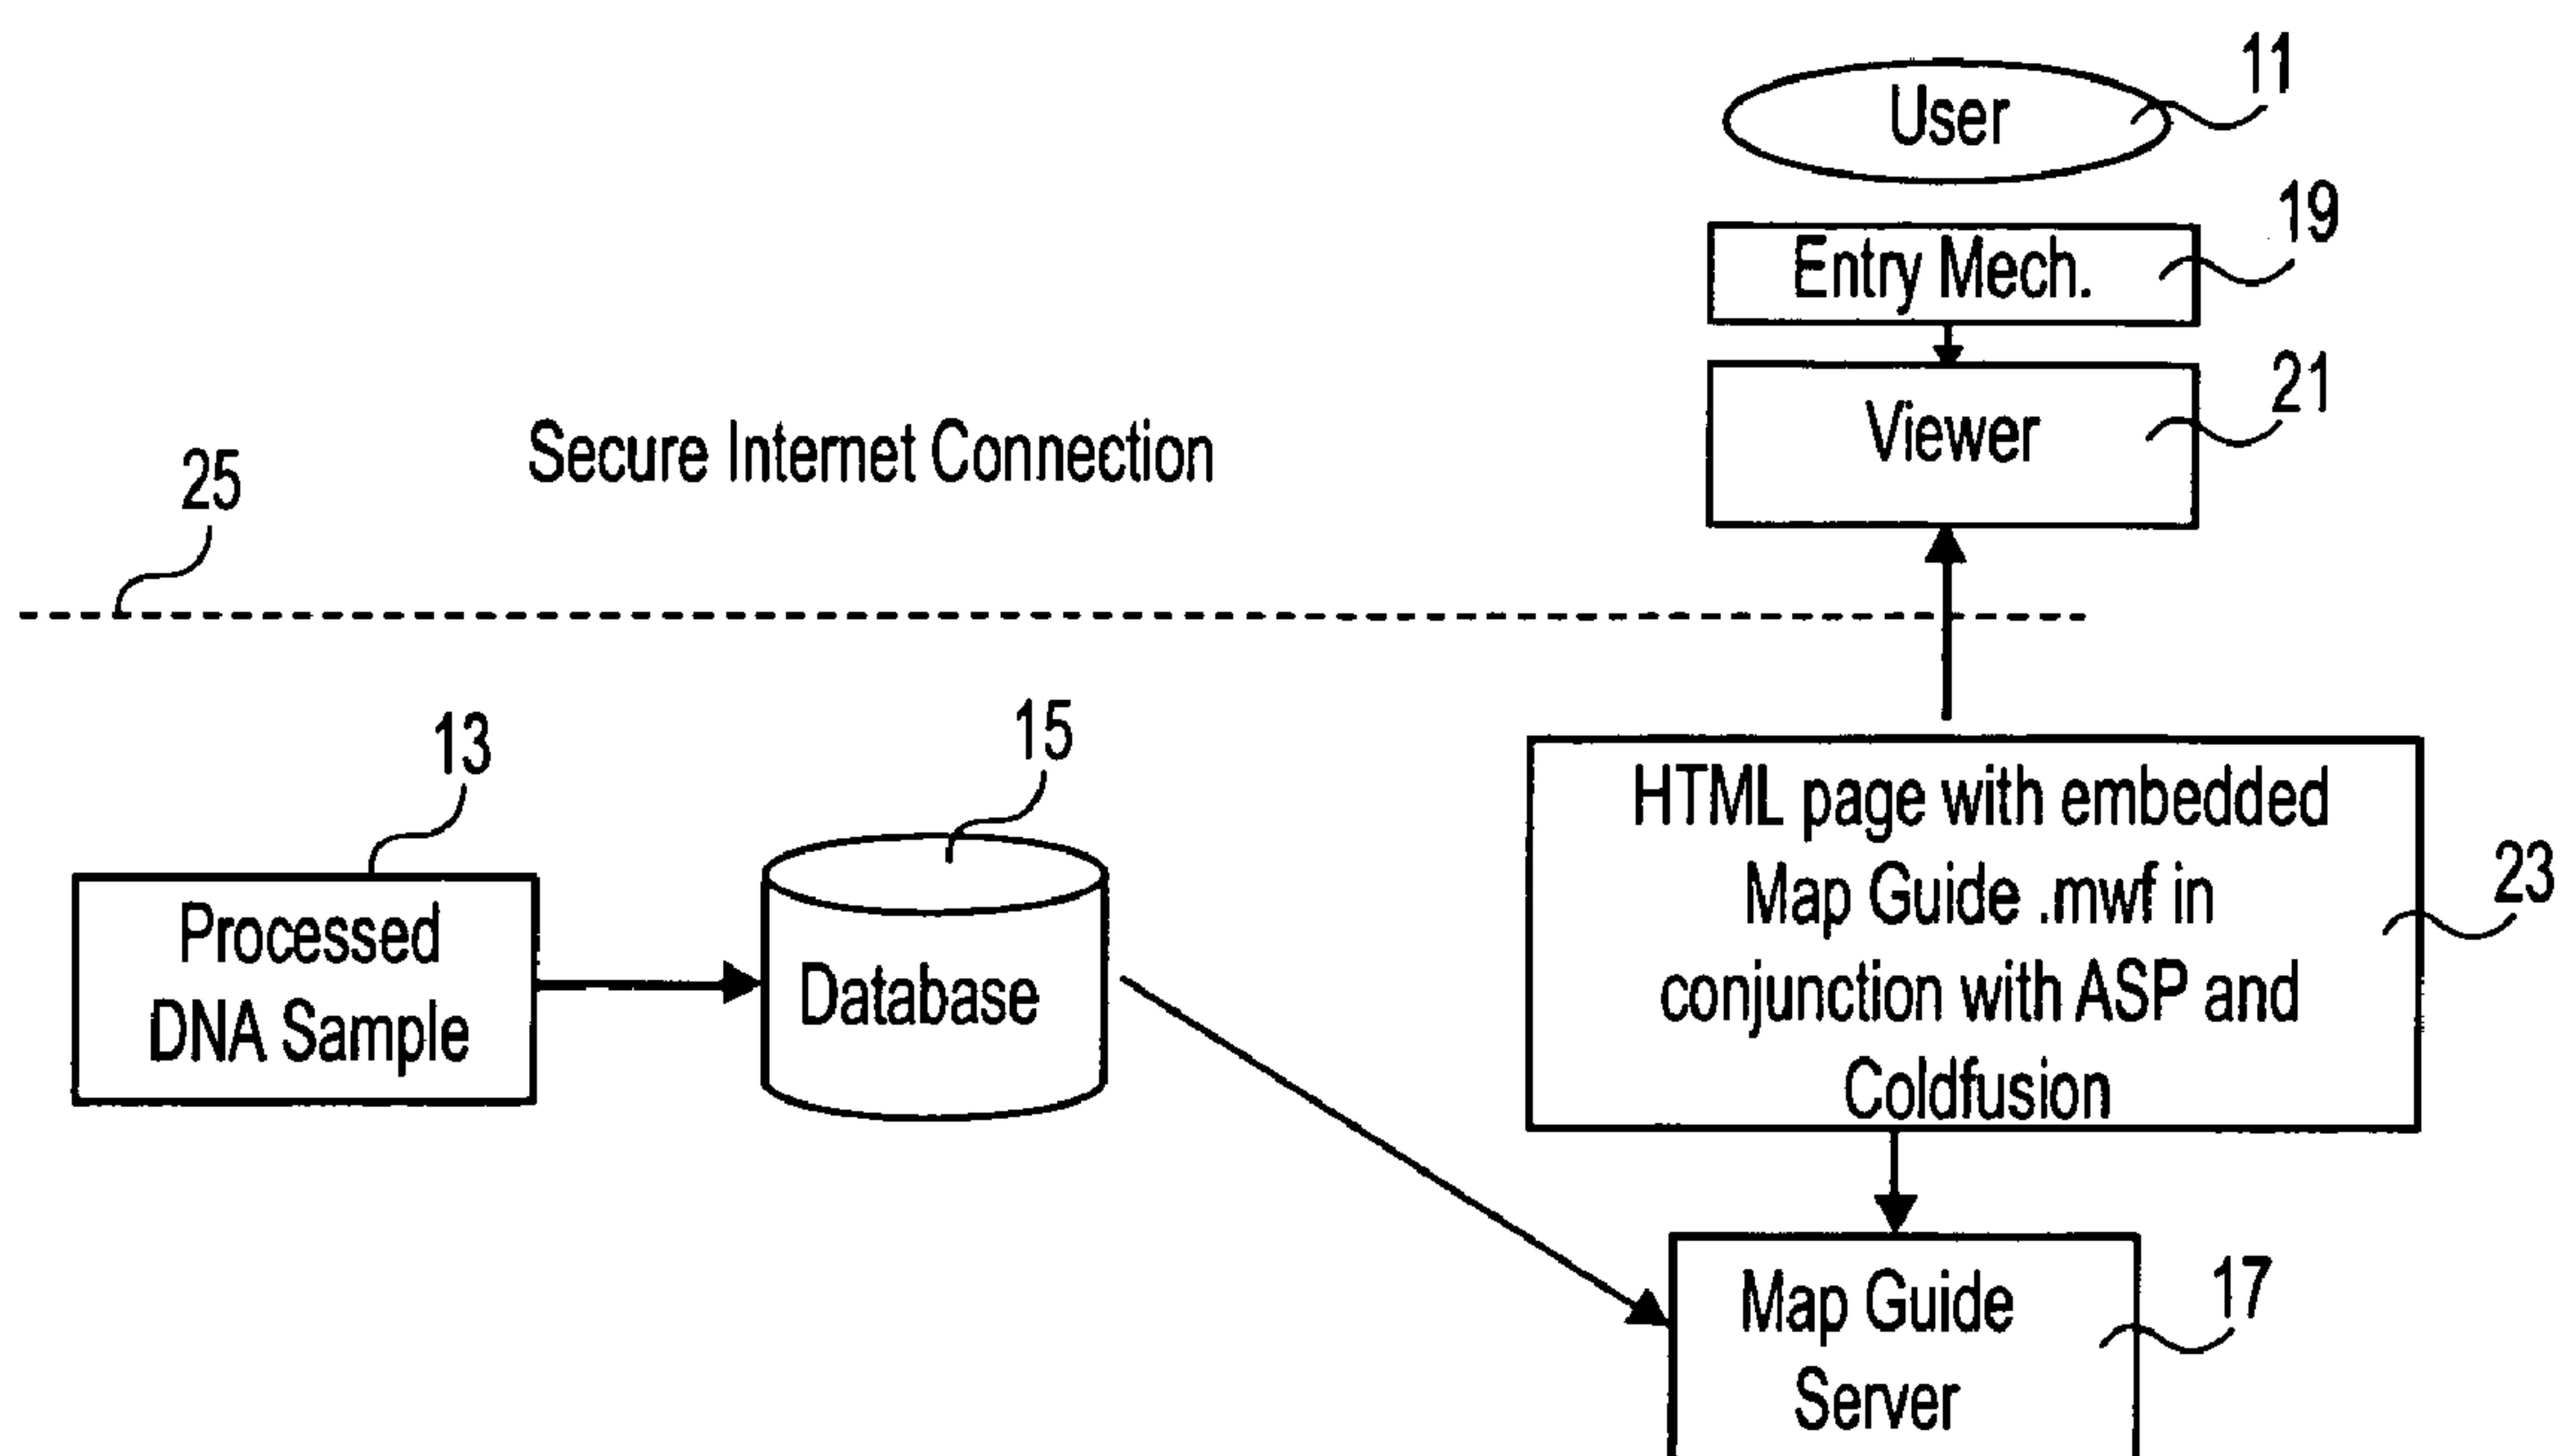 11
User
19
Entry Mech.
21
Viewer
Secure Internet Connection
25
13
15
Processed
DNA Sample
Database
HTML page with embedded
Map Guide .mwf in
conjunction with ASP and
Coldfusion
23
Map Guide
Server
17